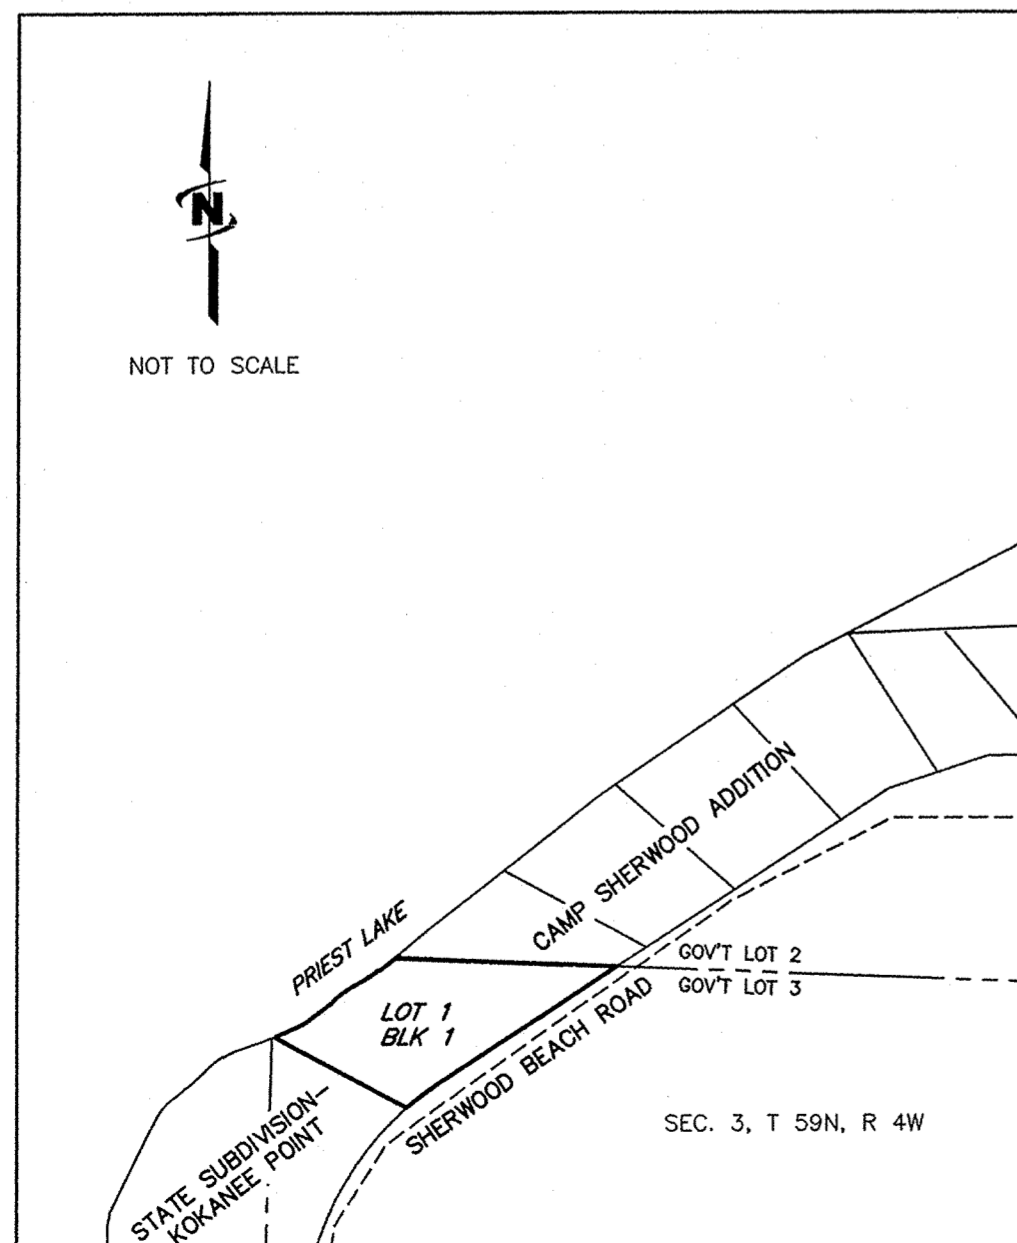 N
NOT TO SCALE
CAMP SHERWOOD ADDITION
PRIEST LAKE
GOV'T LOT 2
GOV'T LOT 3
LOT 1
BLK 1
SHERWOOD BEACH ROAD
SEC. 3, T 59N, R 4W
STATE SUBDIVISION-
KOKANEE POINT